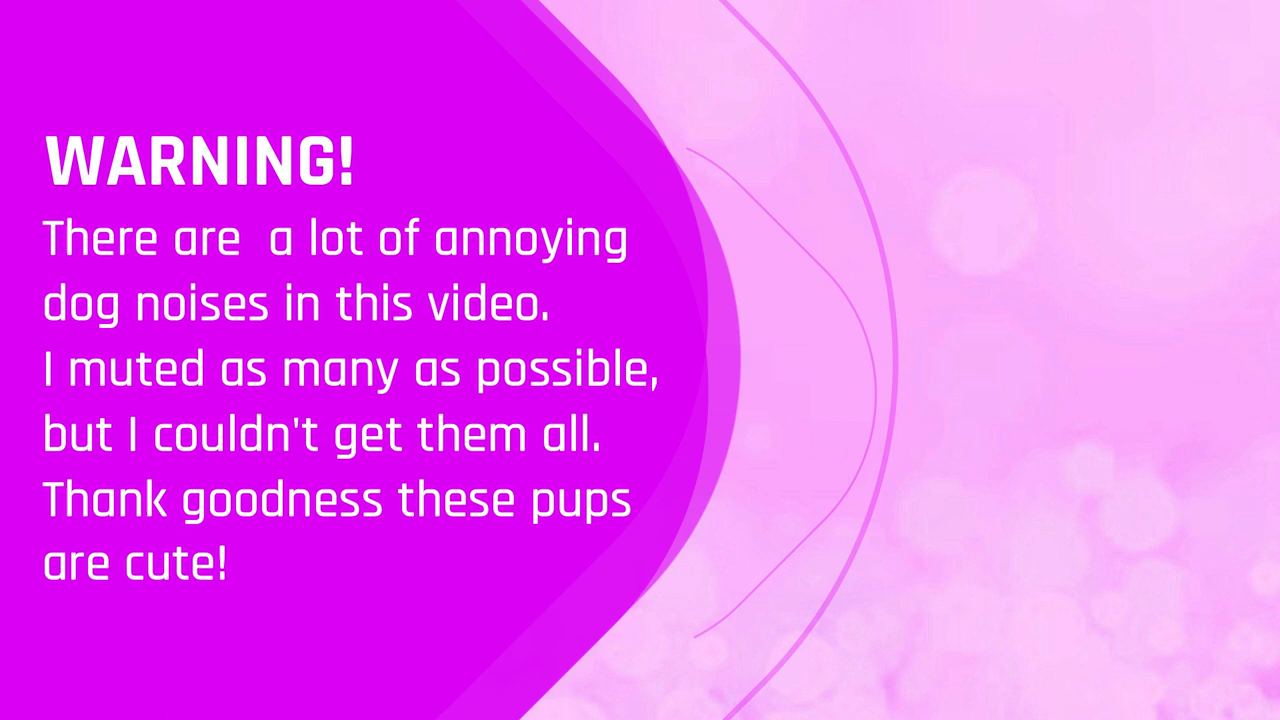 WARNING!
There are  a lot of annoying
dog noises in this video.
I muted as many as possible,
but I couldn't get them all.
Thank goodness these pups
are cute!